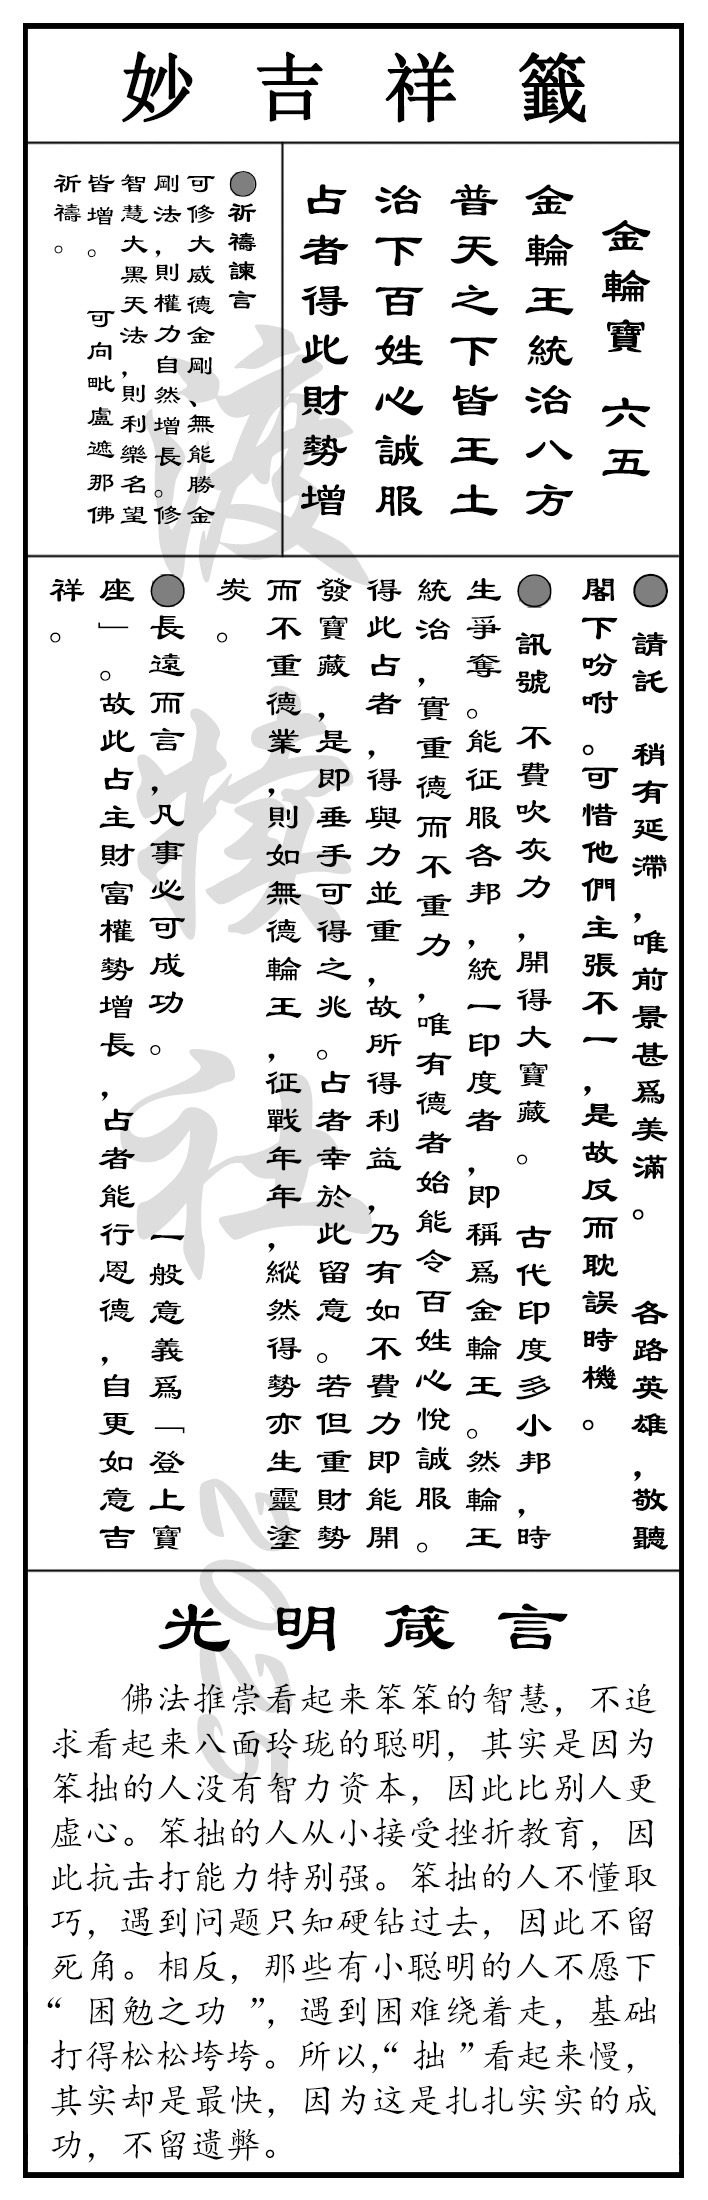 妙吉祥籤
金輪寶 六五
金輪王統治八方
普天之下皆王土
治下百姓心誠服
占者得此財勢增
●祈禱諫言
可修大威德金剛、無能勝金
剛法，則權力自然增長。修
智慧大黑天法，則利樂名望
皆增。 可向毗盧遮那佛
祈禱。
● 請託 稍有延滯，唯前景甚爲美滿。 各路英雄，敬聽
閣下吩咐。可惜他們主張不一，是故反而耽誤時機。
● 訊號 不費吹灰力，開得大寶藏。 古代印度多小邦，時
生爭奪。能征服各邦，統一印度者，即稱爲金輪王。然輪王
統治，實重德而不重力，唯有德者始能令百姓心悅誠服。
得此占者，得與力並重，故所得利益，乃有如不費力即能開
發寶藏，是即垂手可得之兆。占者幸於此留意。若但重財勢
而不重德業，則如無德輪王，征戰年年，縱然得勢亦生靈塗
炭。
●長遠而言，凡事必可成功。 一般意義爲「登上寶
座」。故此占主財富權勢增長，占者能行恩德，自更如意吉
祥。
光明箴言
佛法推崇看起来笨笨的智慧，不追
求看起来八面玲珑的聪明，其实是因为
笨拙的人没有智力资本，因此比别人更
虚心。笨拙的人从小接受挫折教育，因
此抗击打能力特别强。笨拙的人不懂取
巧，遇到问题只知硬钻过去，因此不留
死角。相反，那些有小聪明的人不愿下
“困勉之功”，遇到困难绕着走，基础
打得松松垮垮。所以，“拙”看起来慢，
其实却是最快，因为这是扎扎实实的成
功，不留遗弊。
渡犊社2025